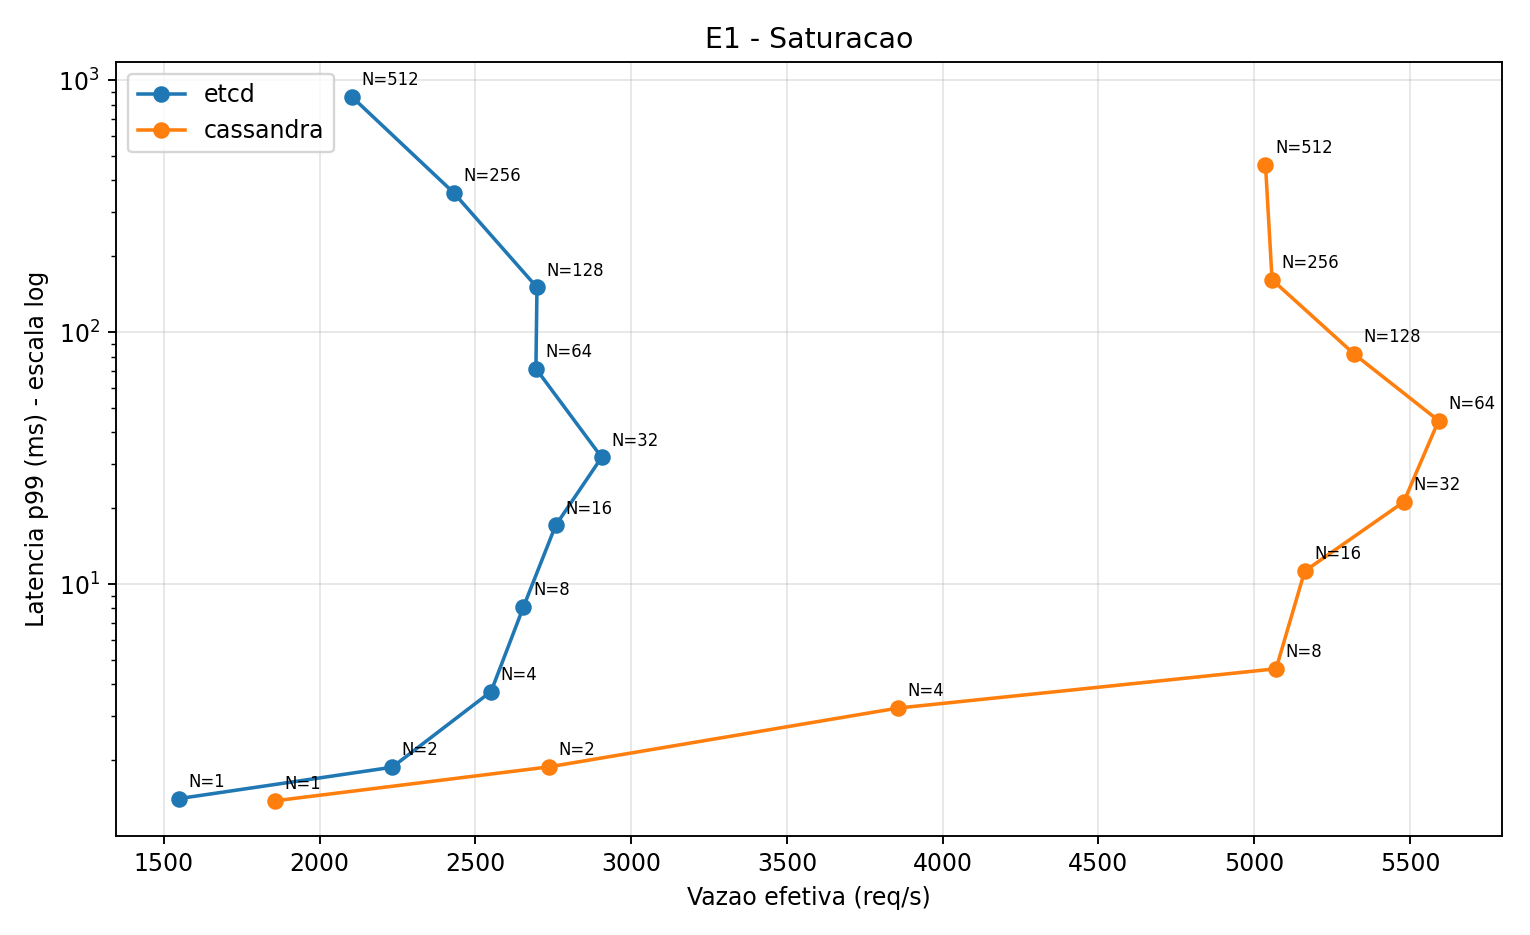 E1 - Saturacao
etcd
cassandra
Latencia p99 (ms) - escala log
10³
10²
10¹
N=512
N=256
N=128
N=64
N=32
N=16
N=8
N=4
N=2
N=1
N=512
N=256
N=128
N=64
N=32
N=16
N=8
N=4
N=2
N=1
1500 2000 2500 3000 3500 4000 4500 5000 5500
Vazao efetiva (req/s)